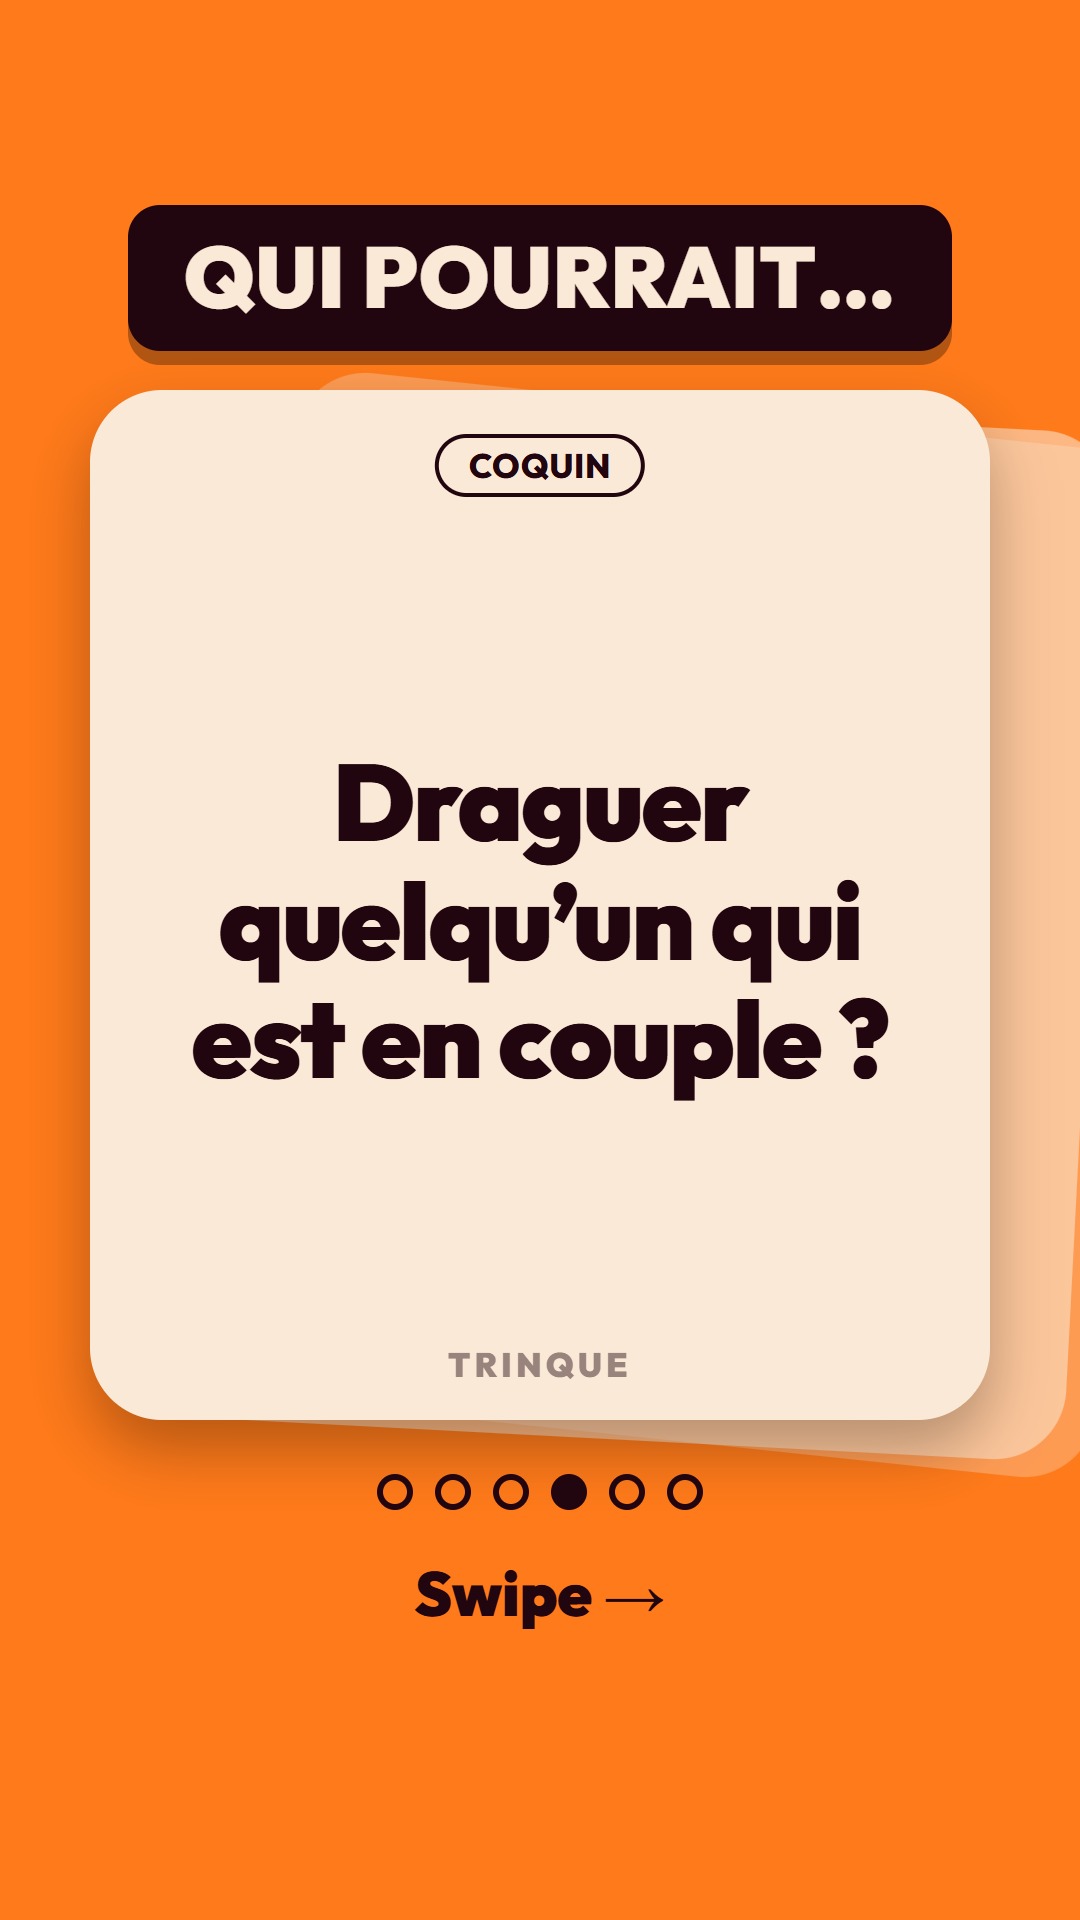 QUI POURRAIT...
COQUIN
Draguer
quelqu’un qui
est en couple ?
TRINQUE
Swipe →